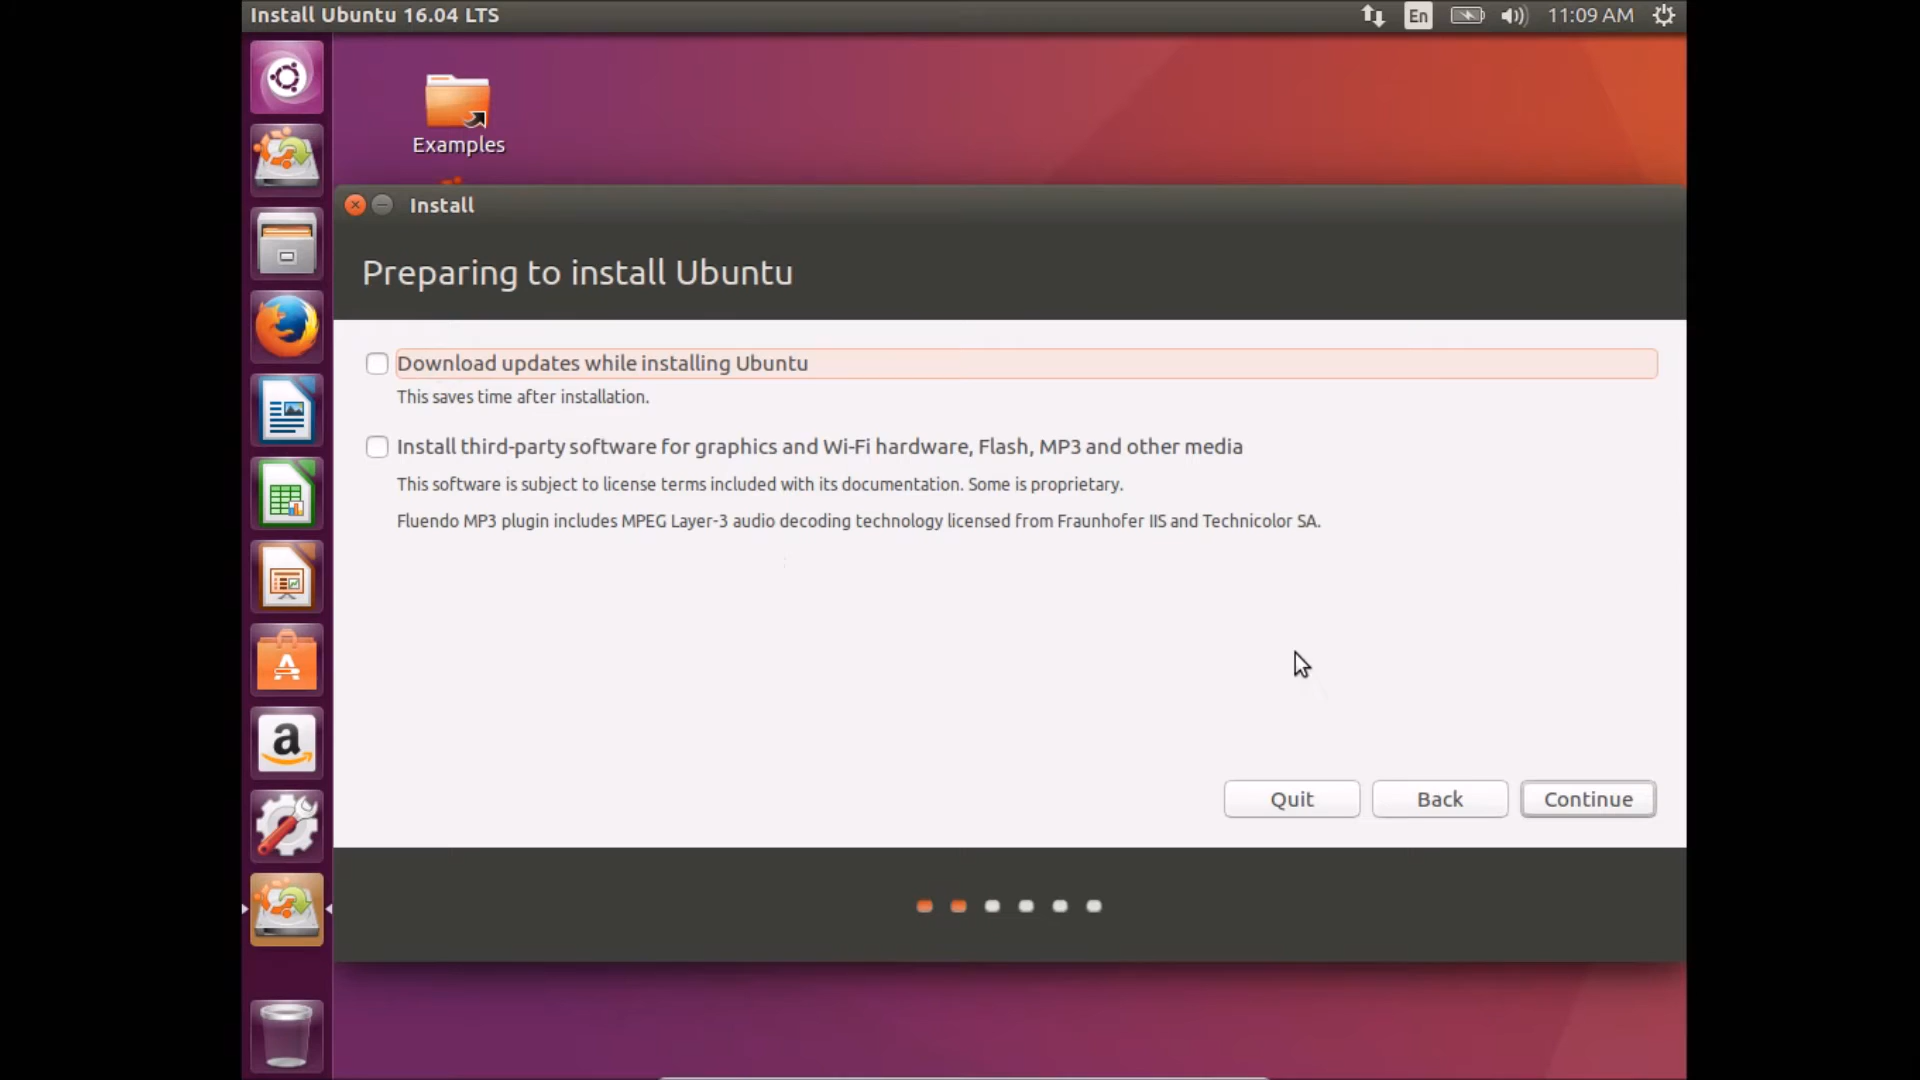 Install Ubuntu 16.04 LTS
En
11:09 AM
Examples
Install
Preparing to install Ubuntu
Download updates while installing Ubuntu
This saves time after installation.
Install third-party software for graphics and Wi-Fi hardware, Flash, MP3 and other media
This software is subject to license terms included with its documentation. Some is proprietary.
Fluendo MP3 plugin includes MPEG Layer-3 audio decoding technology licensed from Fraunhofer IIS and Technicolor SA.
a
Quit
Back
Continue